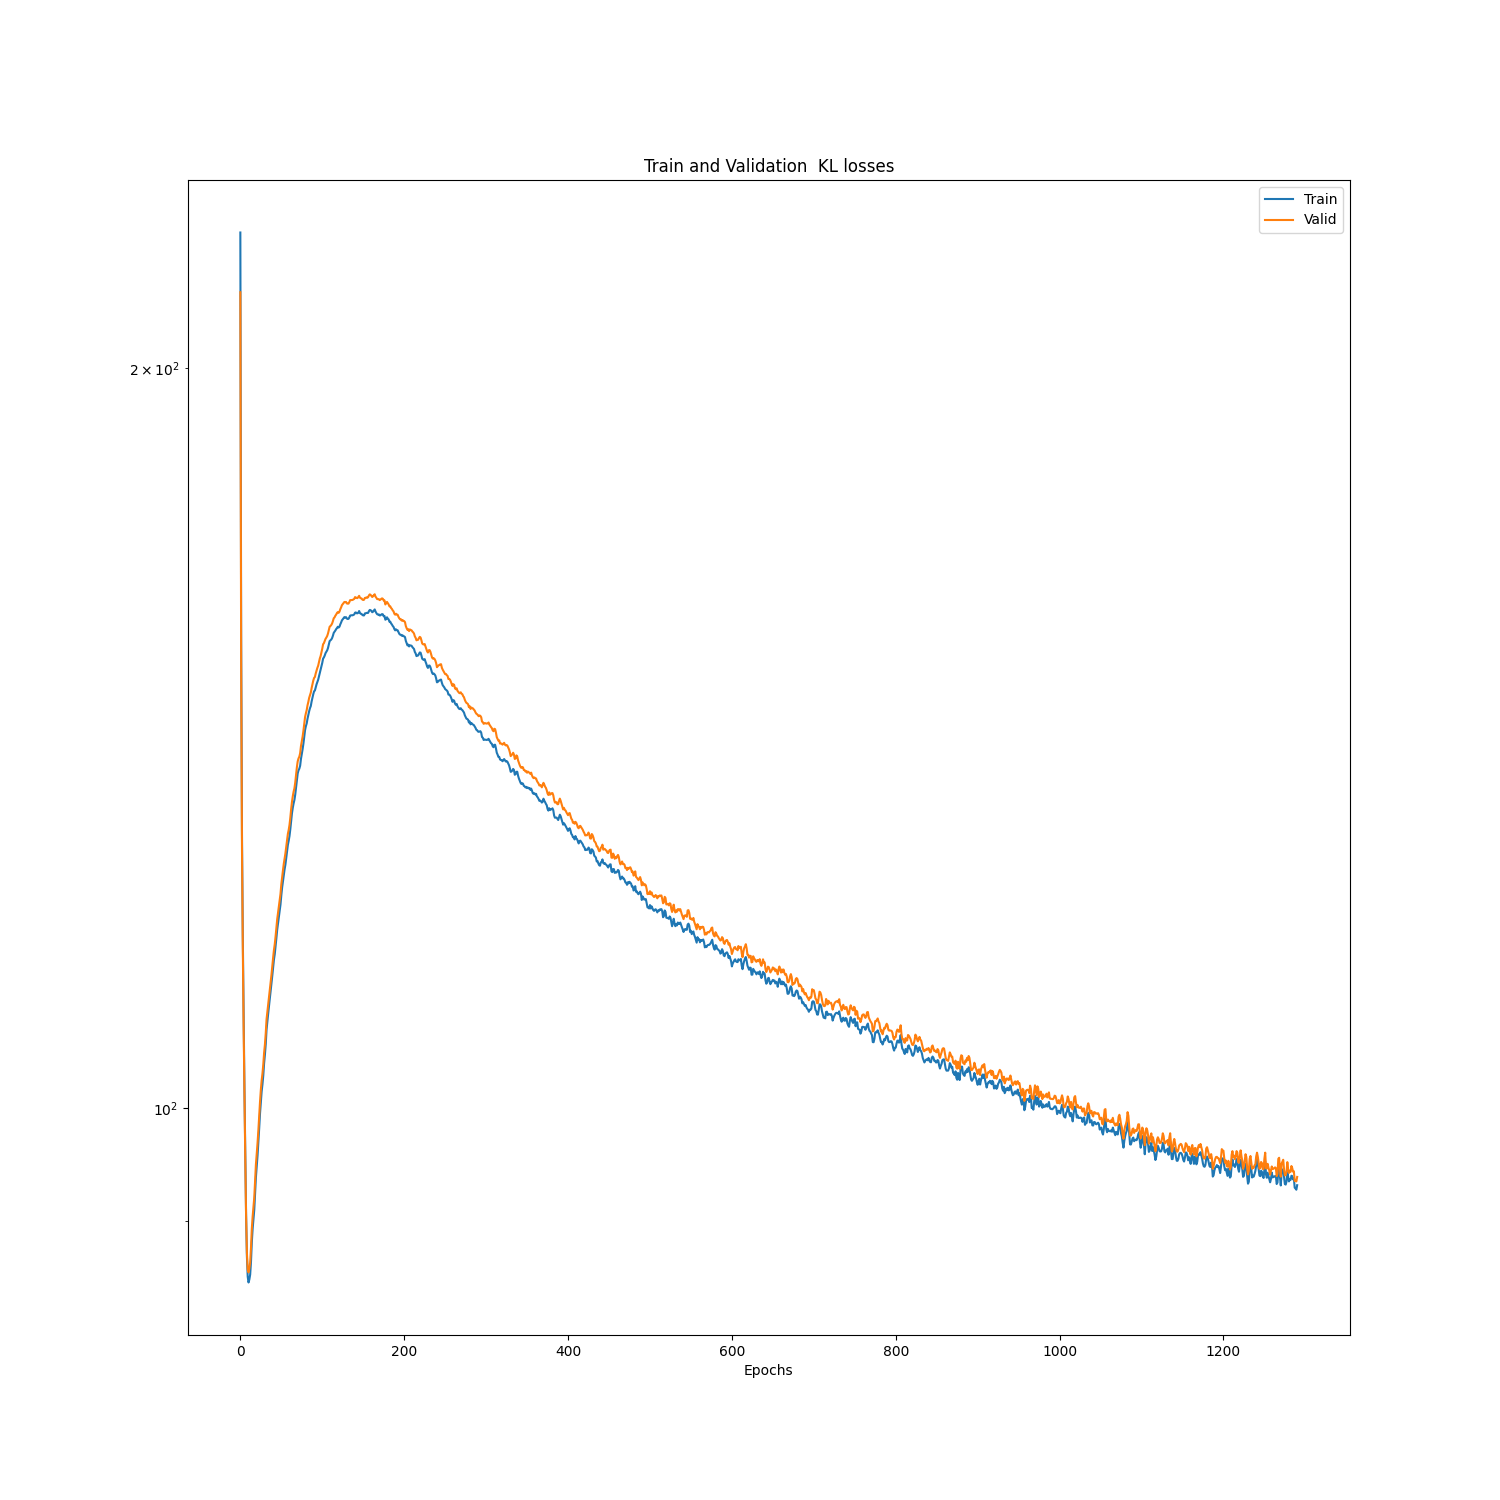 Train and Validation  KL losses
Train
Valid
2 × 10²
10²
0 200 400 600 800 1000 1200
Epochs